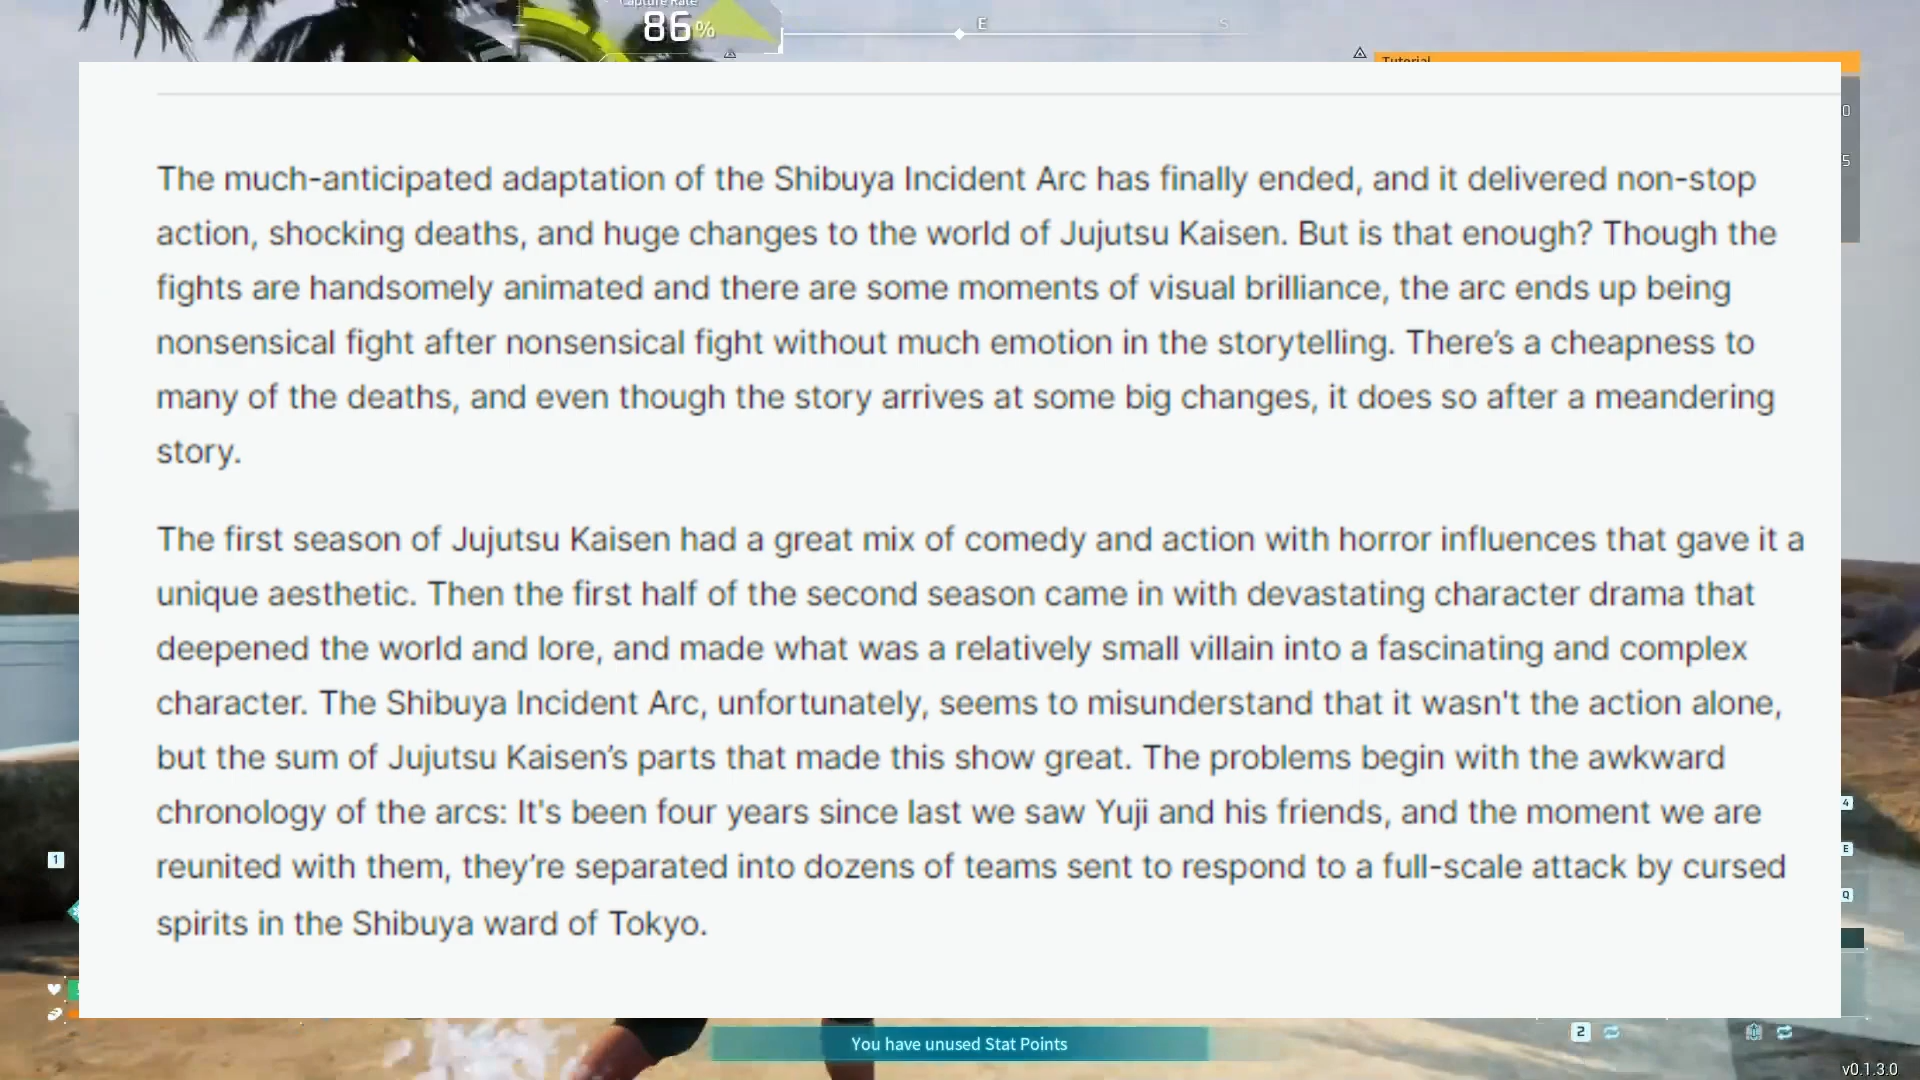 Capture Rate
86%
E
S
Tutorial
0
5
The much-anticipated adaptation of the Shibuya Incident Arc has finally ended, and it delivered non-stop
action, shocking deaths, and huge changes to the world of Jujutsu Kaisen. But is that enough? Though the
fights are handsomely animated and there are some moments of visual brilliance, the arc ends up being
nonsensical fight after nonsensical fight without much emotion in the storytelling. There’s a cheapness to
many of the deaths, and even though the story arrives at some big changes, it does so after a meandering
story.
The first season of Jujutsu Kaisen had a great mix of comedy and action with horror influences that gave it a
unique aesthetic. Then the first half of the second season came in with devastating character drama that
deepened the world and lore, and made what was a relatively small villain into a fascinating and complex
character. The Shibuya Incident Arc, unfortunately, seems to misunderstand that it wasn't the action alone,
but the sum of Jujutsu Kaisen’s parts that made this show great. The problems begin with the awkward
chronology of the arcs: It's been four years since last we saw Yuji and his friends, and the moment we are
reunited with them, they’re separated into dozens of teams sent to respond to a full-scale attack by cursed
spirits in the Shibuya ward of Tokyo.
4
1
E
Q
2
You have unused Stat Points
v0.1.3.0